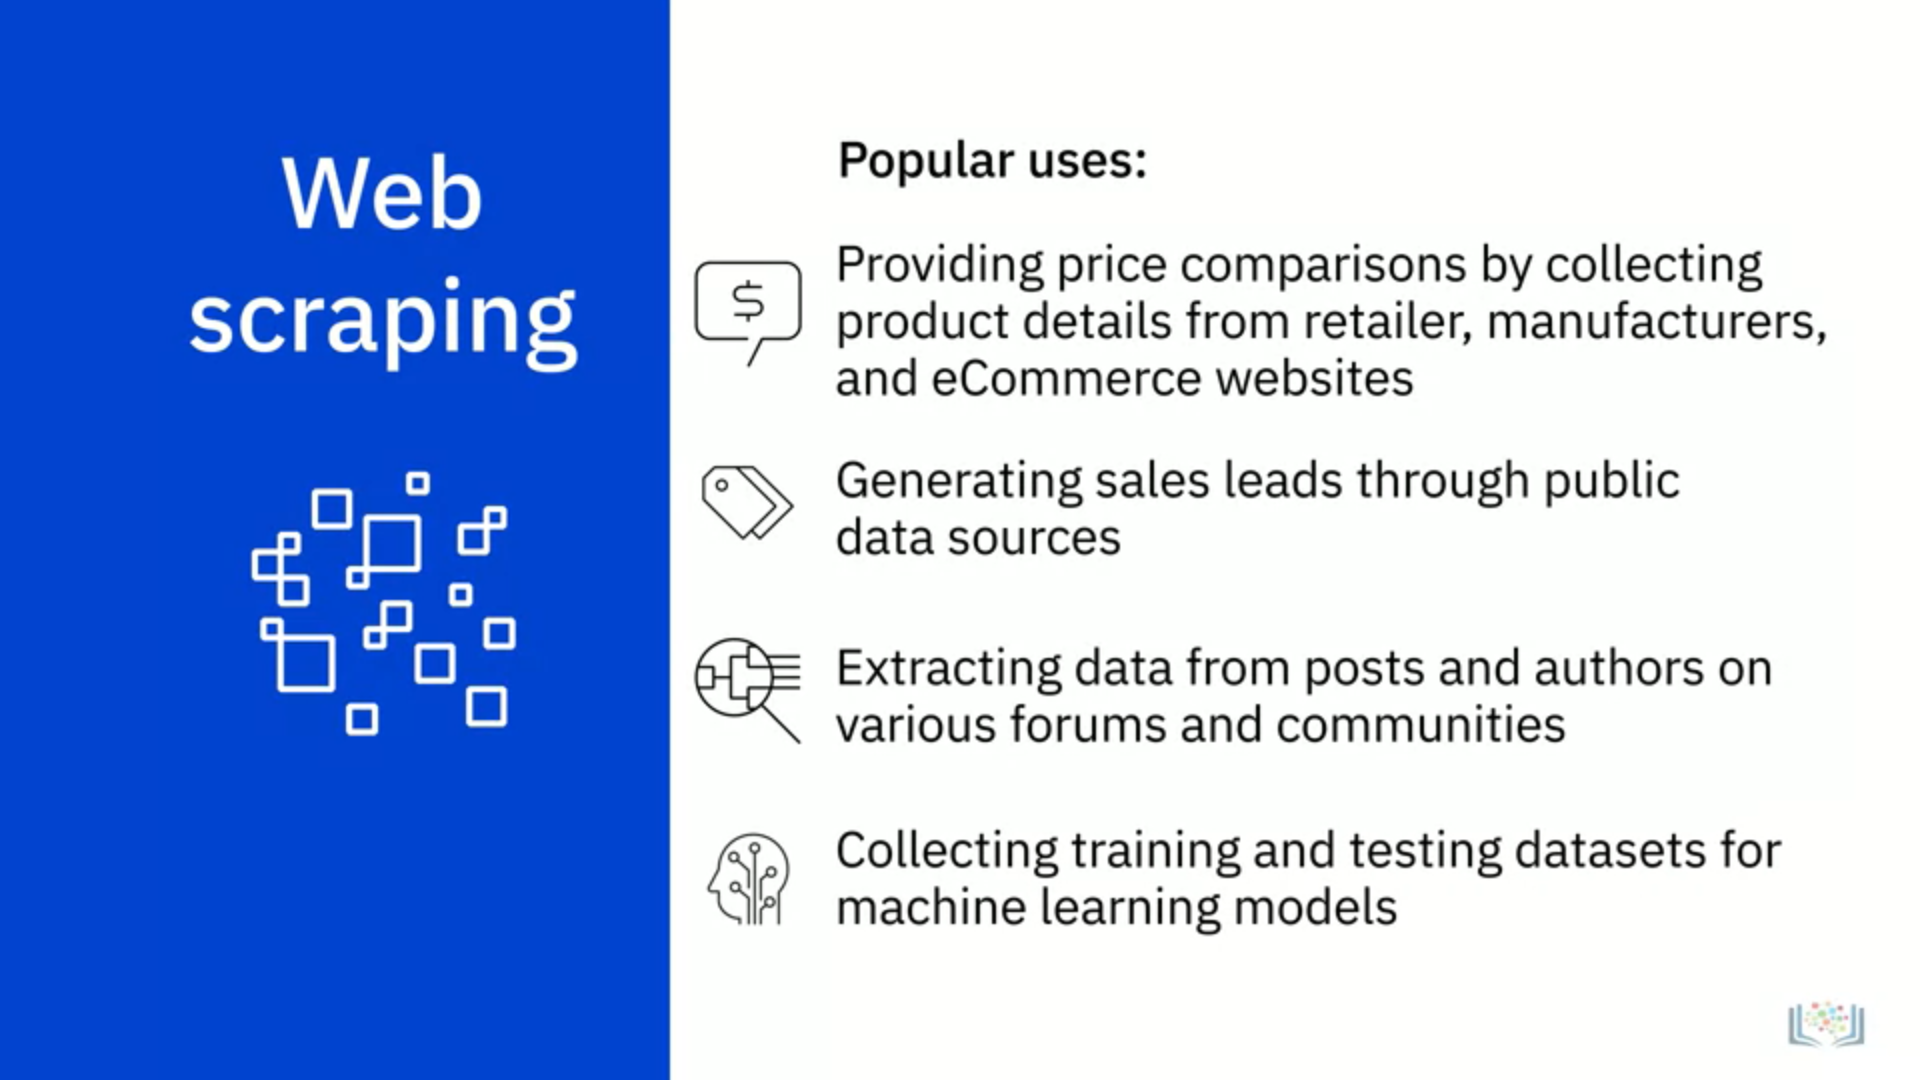 Web
scraping
Popular uses:
Providing price comparisons by collecting
product details from retailer, manufacturers,
and eCommerce websites
$
Generating sales leads through public
data sources
Extracting data from posts and authors on
various forums and communities
Collecting training and testing datasets for
machine learning models